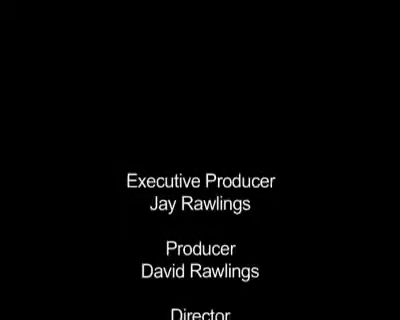 Executive Producer
Jay Rawlings
Producer
David Rawlings
Director